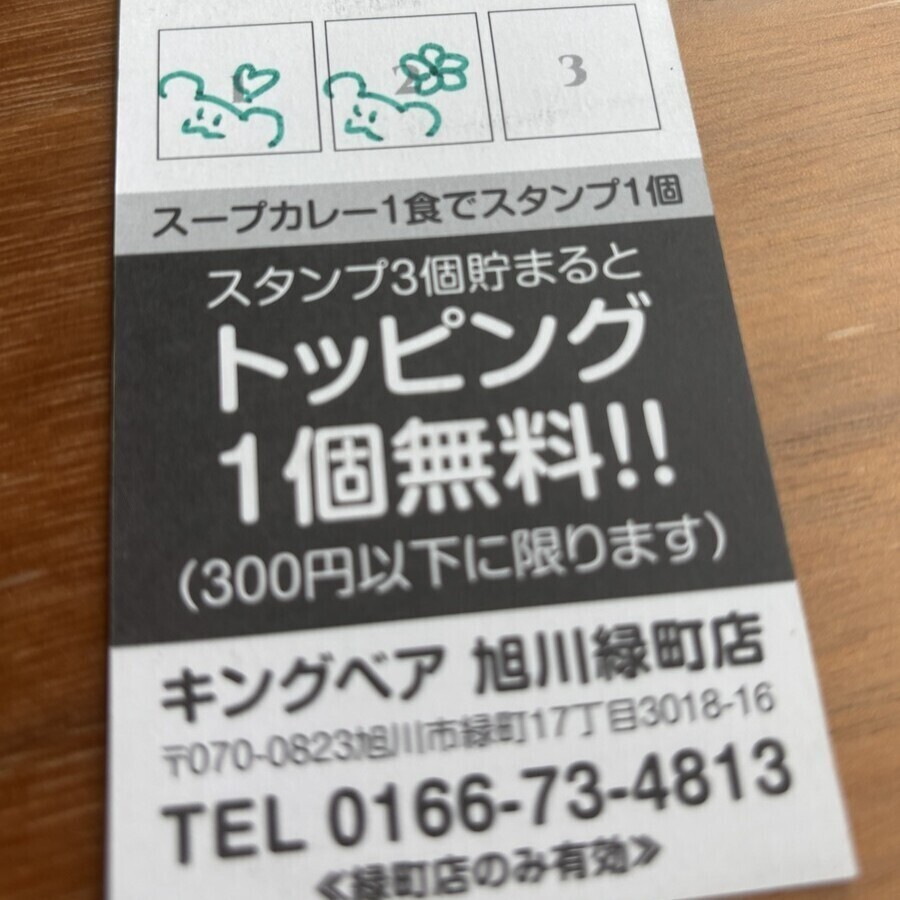 1 2 3
スープカレー1食でスタンプ1個
スタンプ3個貯まると
トッピング
1個無料!!
(300円以下に限ります)
キングベア 旭川緑町店
〒070-0823旭川市緑町17丁目3018-16
TEL 0166-73-4813
≪緑町店のみ有効≫